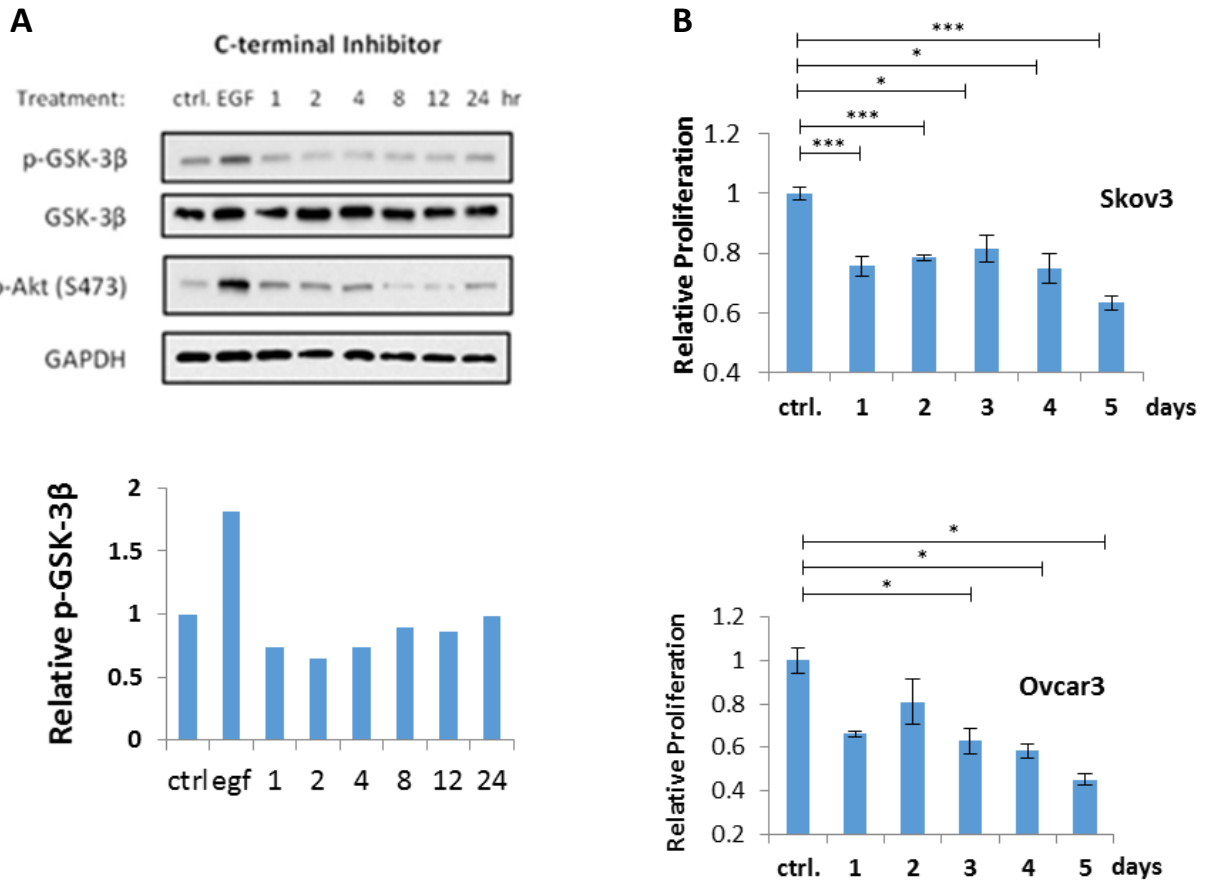 A
C-terminal Inhibitor
Treatment: ctrl. EGF 1 2 4 8 12 24 hr
p-GSK-3β
GSK-3β
p-Akt (S473)
GAPDH
Relative p-GSK-3β
2
1.5
1
0.5
0
ctrl egf 1 2 4 8 12 24
B
***
*
*
***
***
Relative Proliferation
1.2
1
0.8
0.6
0.4
Skov3
ctrl. 1 2 3 4 5 days
*
*
*
Relative Proliferation
1.2
1
0.8
0.6
0.4
0.2
Ovcar3
ctrl. 1 2 3 4 5 days